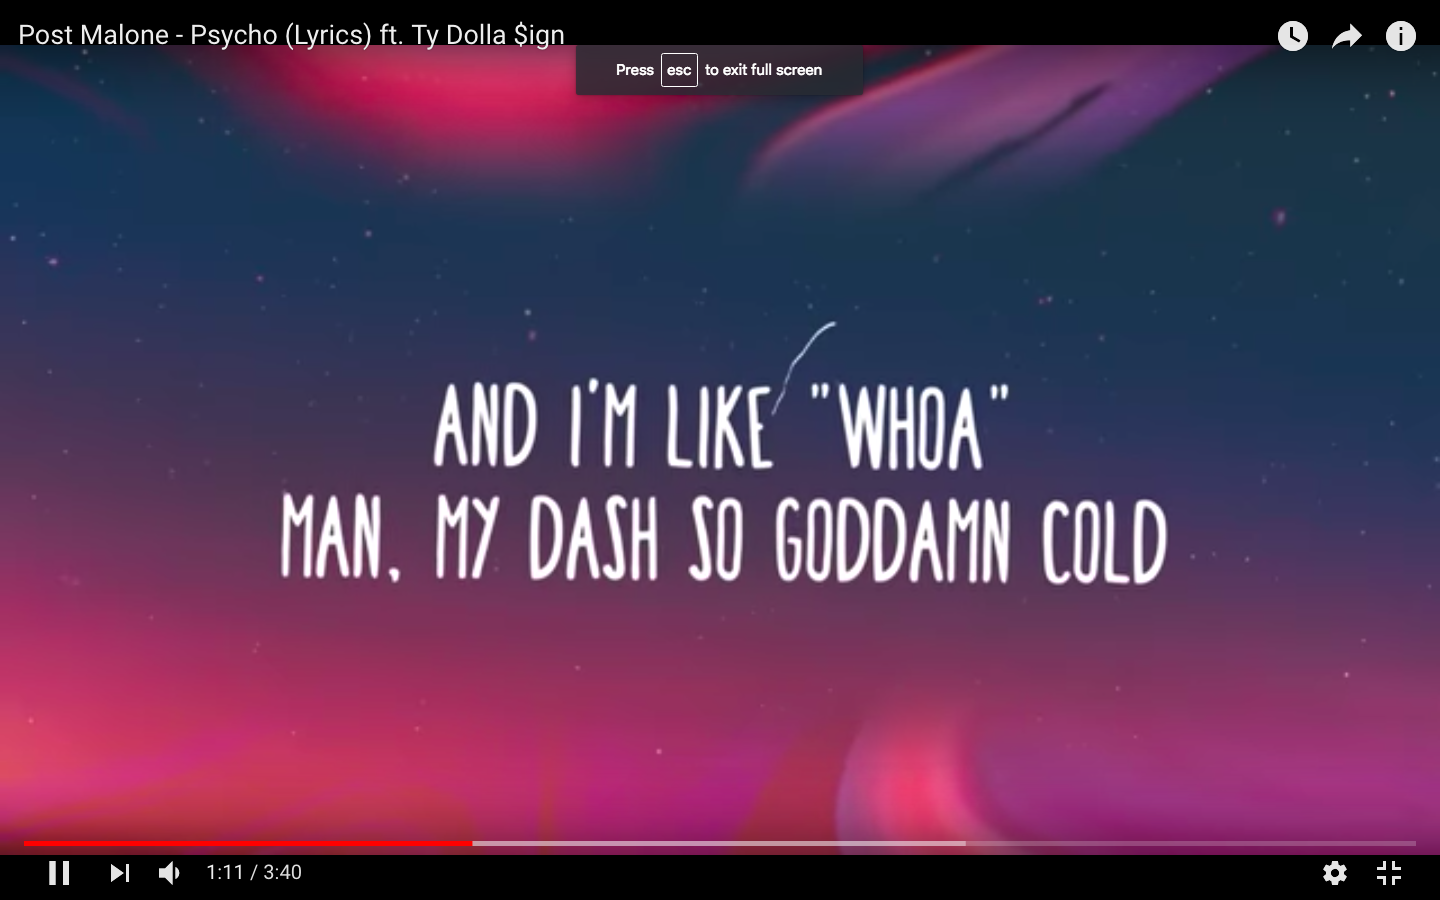 Post Malone - Psycho (Lyrics) ft. Ty Dolla $ign
Press esc to exit full screen
AND I'M LIKE "WHOA"
MAN, MY DASH SO GODDAMN COLD
1:11 / 3:40